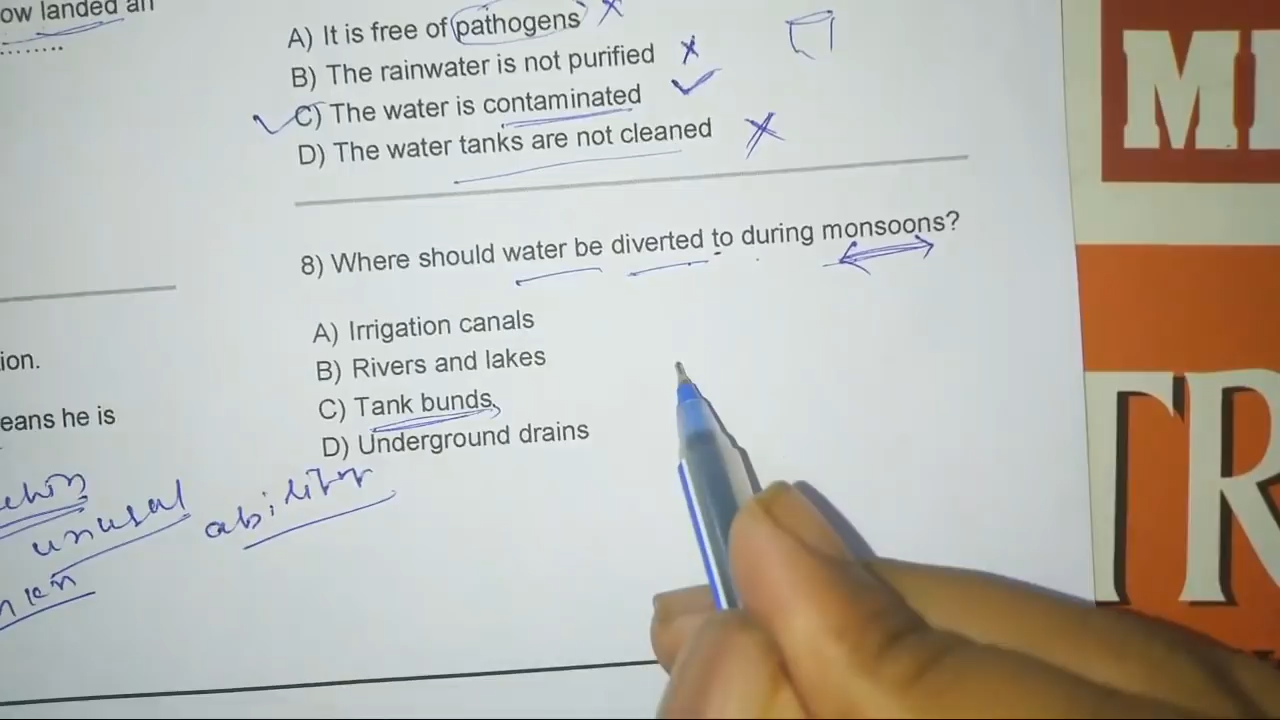 ow landed an
........
A) It is free of pathogens
B) The rainwater is not purified
C) The water is contaminated
D) The water tanks are not cleaned
8) Where should water be diverted to during monsoons?
A) Irrigation canals
B) Rivers and lakes
C) Tank bunds
D) Underground drains
ion.
eans he is
unusal
ability
M
TR